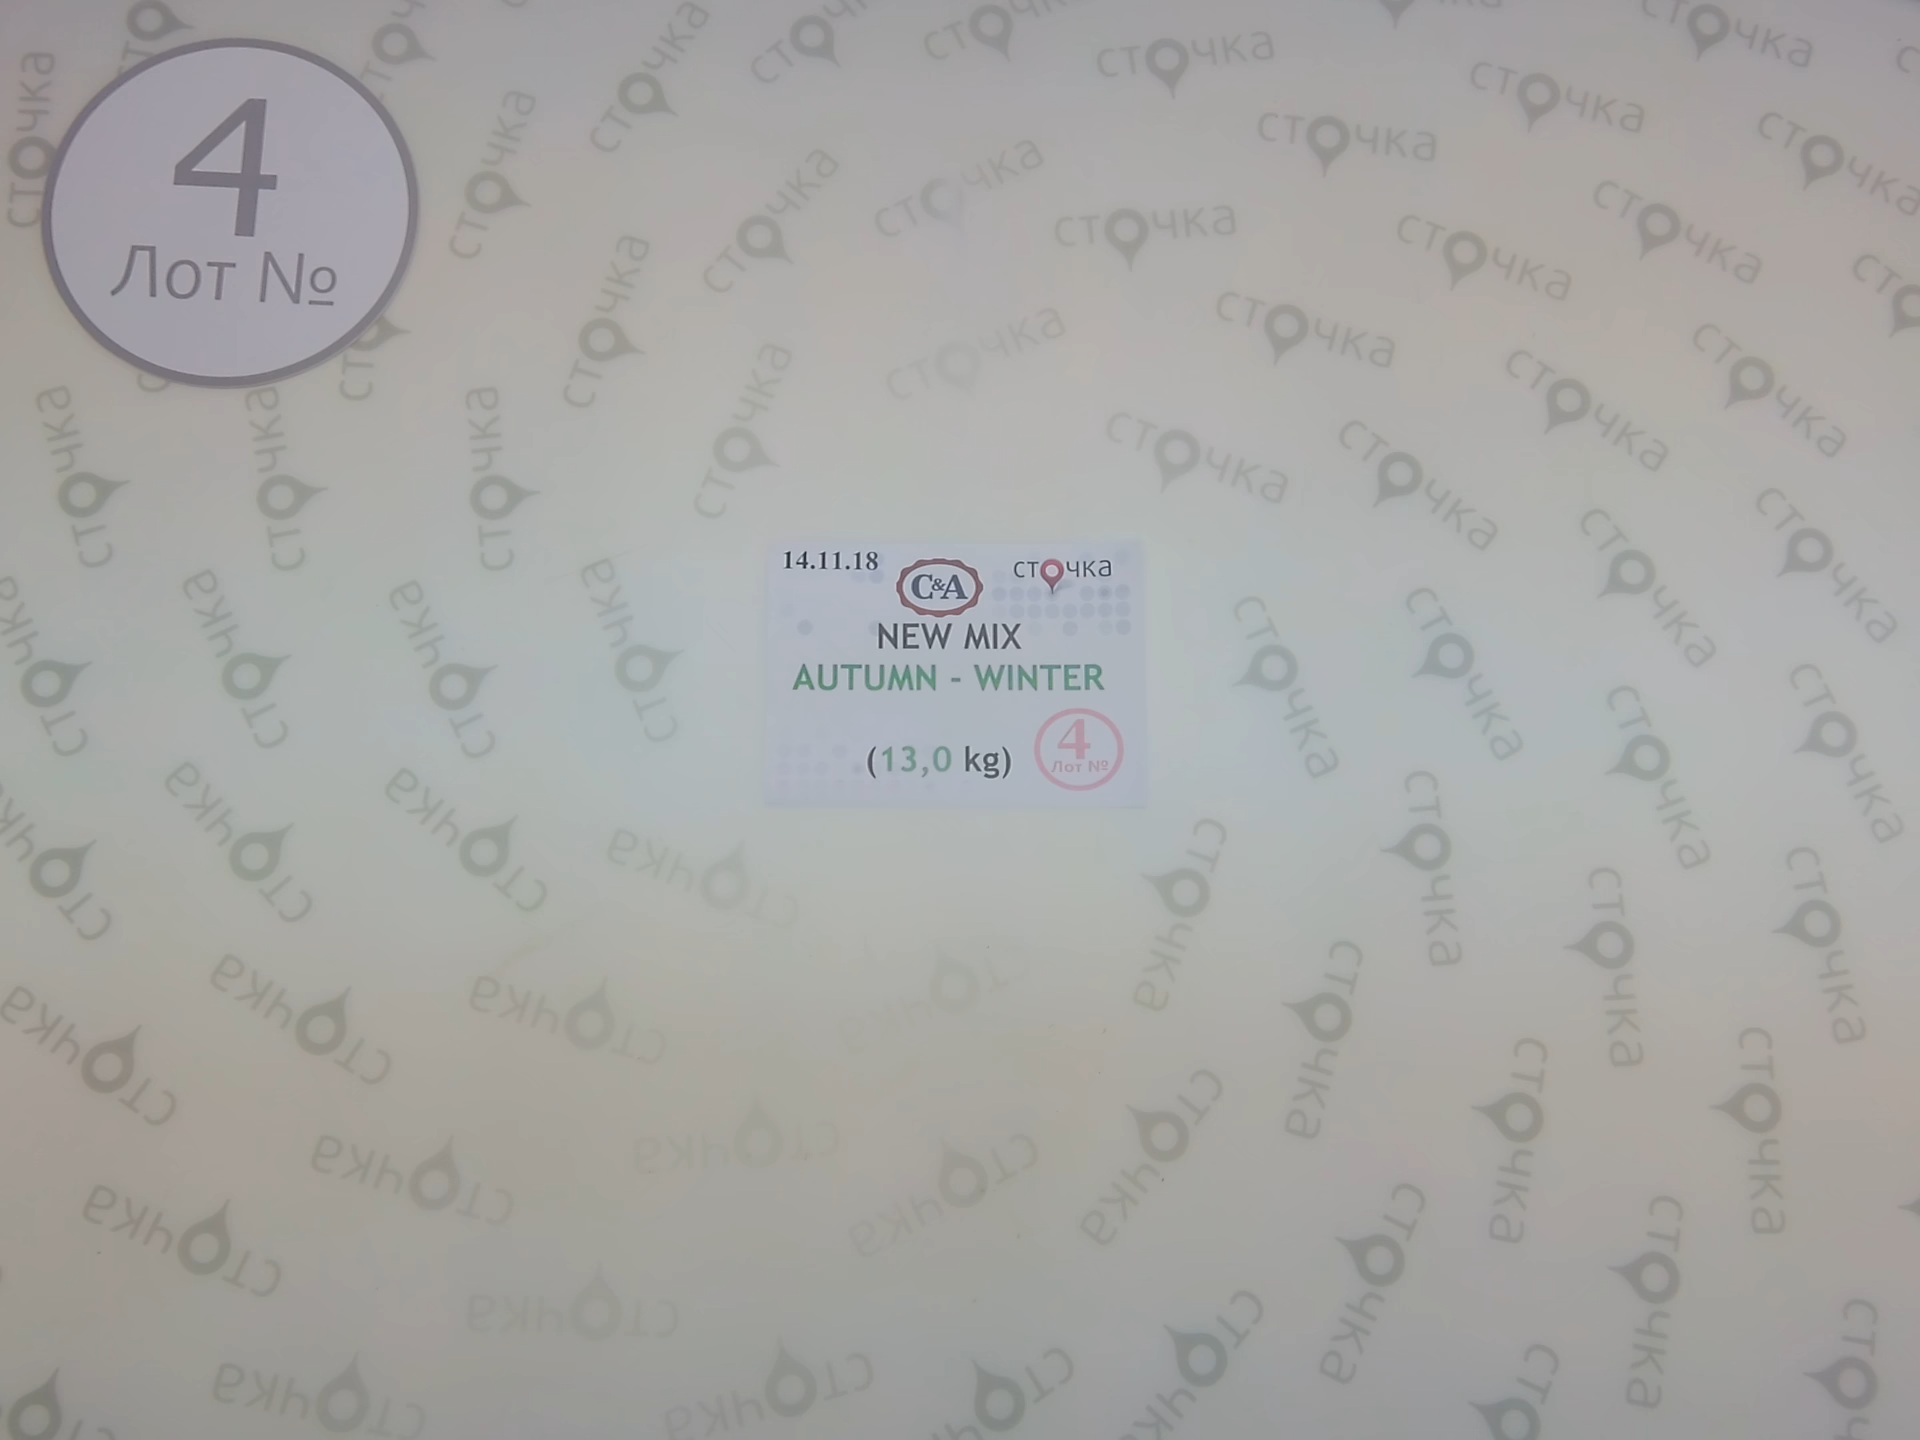 4
Лот №
14.11.18
C&A
сточка
NEW MIX
AUTUMN - WINTER
(13,0 kg)
4
Лот №